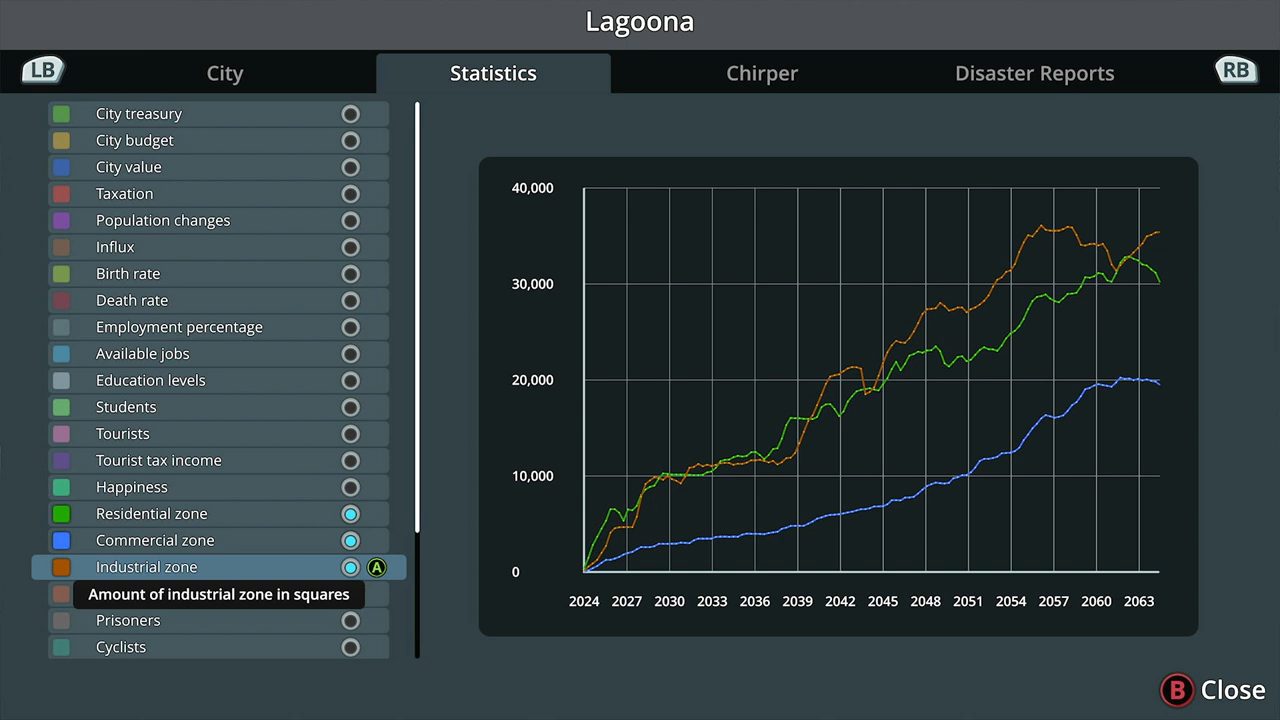 Lagoona
LB City Statistics Chirper Disaster Reports RB
City treasury
City budget
City value
Taxation
Population changes
Influx
Birth rate
Death rate
Employment percentage
Available jobs
Education levels
Students
Tourists
Tourist tax income
Happiness
Residential zone
Commercial zone
Industrial zone A
Amount of industrial zone in squares
Prisoners
Cyclists
40,000
30,000
20,000
10,000
0
2024 2027 2030 2033 2036 2039 2042 2045 2048 2051 2054 2057 2060 2063
B Close